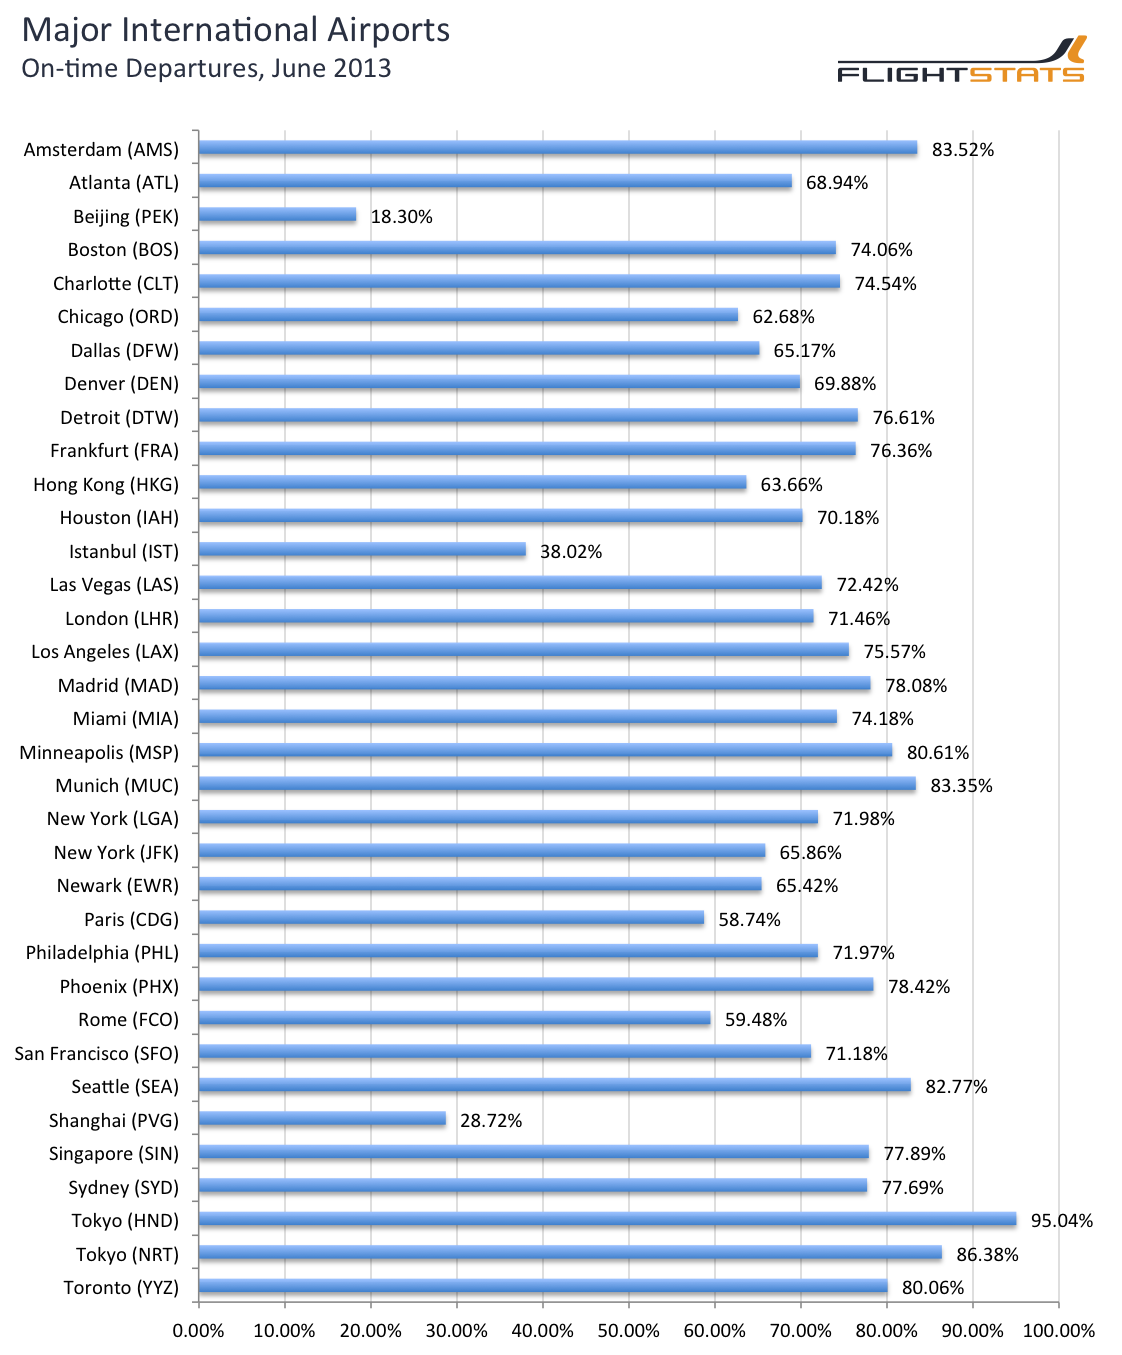 Major International Airports
On-time Departures, June 2013
FLIGHTSTATS
Amsterdam (AMS) 83.52%
Atlanta (ATL) 68.94%
Beijing (PEK) 18.30%
Boston (BOS) 74.06%
Charlotte (CLT) 74.54%
Chicago (ORD) 62.68%
Dallas (DFW) 65.17%
Denver (DEN) 69.88%
Detroit (DTW) 76.61%
Frankfurt (FRA) 76.36%
Hong Kong (HKG) 63.66%
Houston (IAH) 70.18%
Istanbul (IST) 38.02%
Las Vegas (LAS) 72.42%
London (LHR) 71.46%
Los Angeles (LAX) 75.57%
Madrid (MAD) 78.08%
Miami (MIA) 74.18%
Minneapolis (MSP) 80.61%
Munich (MUC) 83.35%
New York (LGA) 71.98%
New York (JFK) 65.86%
Newark (EWR) 65.42%
Paris (CDG) 58.74%
Philadelphia (PHL) 71.97%
Phoenix (PHX) 78.42%
Rome (FCO) 59.48%
San Francisco (SFO) 71.18%
Seattle (SEA) 82.77%
Shanghai (PVG) 28.72%
Singapore (SIN) 77.89%
Sydney (SYD) 77.69%
Tokyo (HND) 95.04%
Tokyo (NRT) 86.38%
Toronto (YYZ) 80.06%
0.00% 10.00% 20.00% 30.00% 40.00% 50.00% 60.00% 70.00% 80.00% 90.00% 100.00%